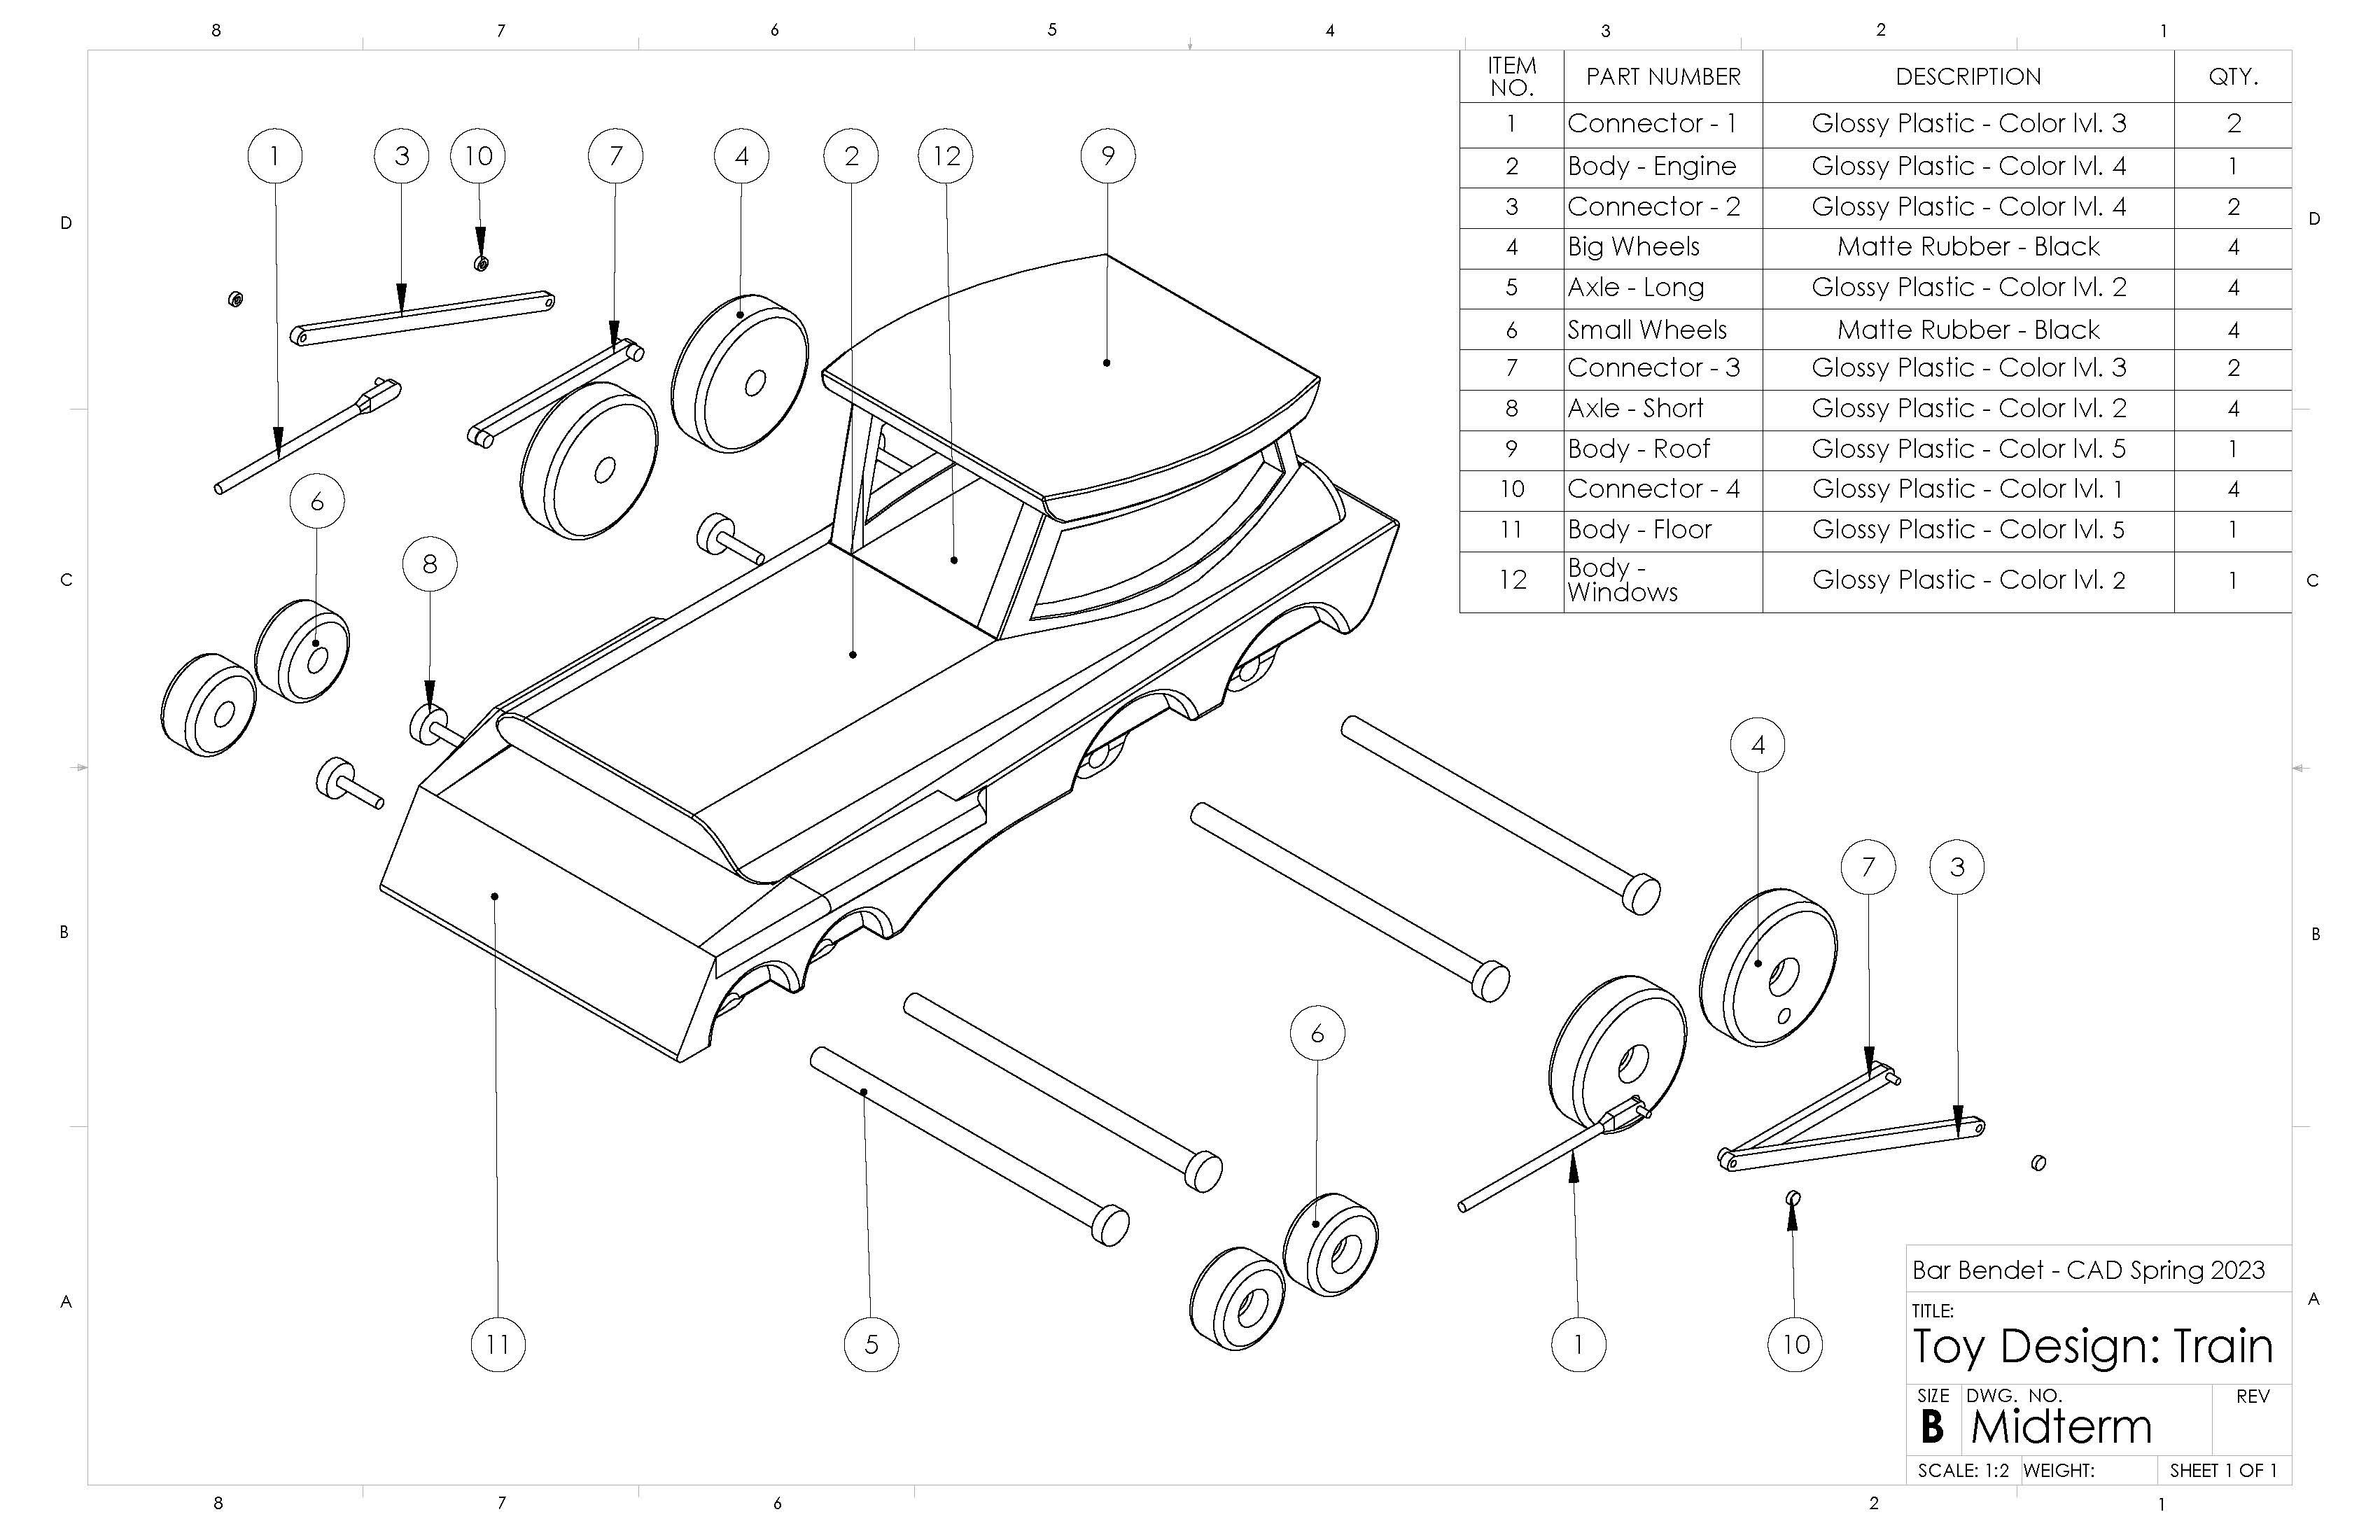 8 7 6 5 4 3 2 1
ITEM NO. PART NUMBER DESCRIPTION QTY.
1 Connector - 1 Glossy Plastic - Color lvl. 3 2
2 Body - Engine Glossy Plastic - Color lvl. 4 1
3 Connector - 2 Glossy Plastic - Color lvl. 4 2
4 Big Wheels Matte Rubber - Black 4
5 Axle - Long Glossy Plastic - Color lvl. 2 4
6 Small Wheels Matte Rubber - Black 4
7 Connector - 3 Glossy Plastic - Color lvl. 3 2
8 Axle - Short Glossy Plastic - Color lvl. 2 4
9 Body - Roof Glossy Plastic - Color lvl. 5 1
10 Connector - 4 Glossy Plastic - Color lvl. 1 4
11 Body - Floor Glossy Plastic - Color lvl. 5 1
12 Body - Windows Glossy Plastic - Color lvl. 2 1
1 3 10 7 4 2 12 9
D D
6
8
C C
4
7 3
B B
6
A A
11 5 1 10
Bar Bendet - CAD Spring 2023
TITLE:
Toy Design: Train
SIZE DWG. NO. REV
B Midterm
SCALE: 1:2 WEIGHT: SHEET 1 OF 1
8 7 6 2 1